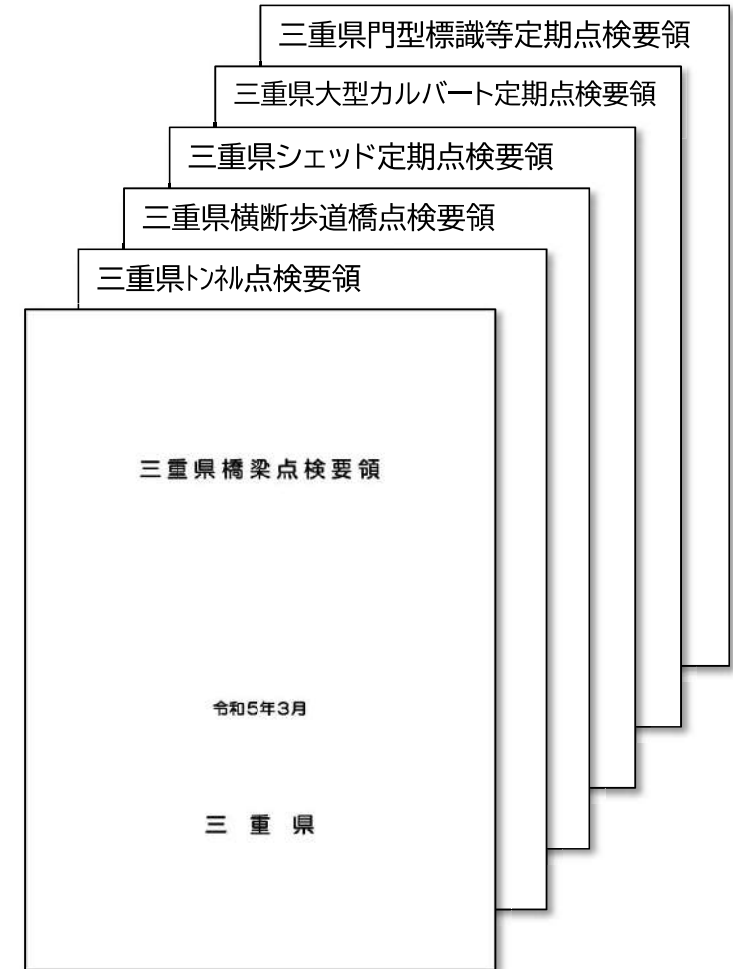 三重県門型標識等定期点検要領
三重県大型カルバート定期点検要領
三重県シェッド定期点検要領
三重県横断歩道橋点検要領
三重県トンネル点検要領
三重県橋梁点検要領
令和5年3月
三重県